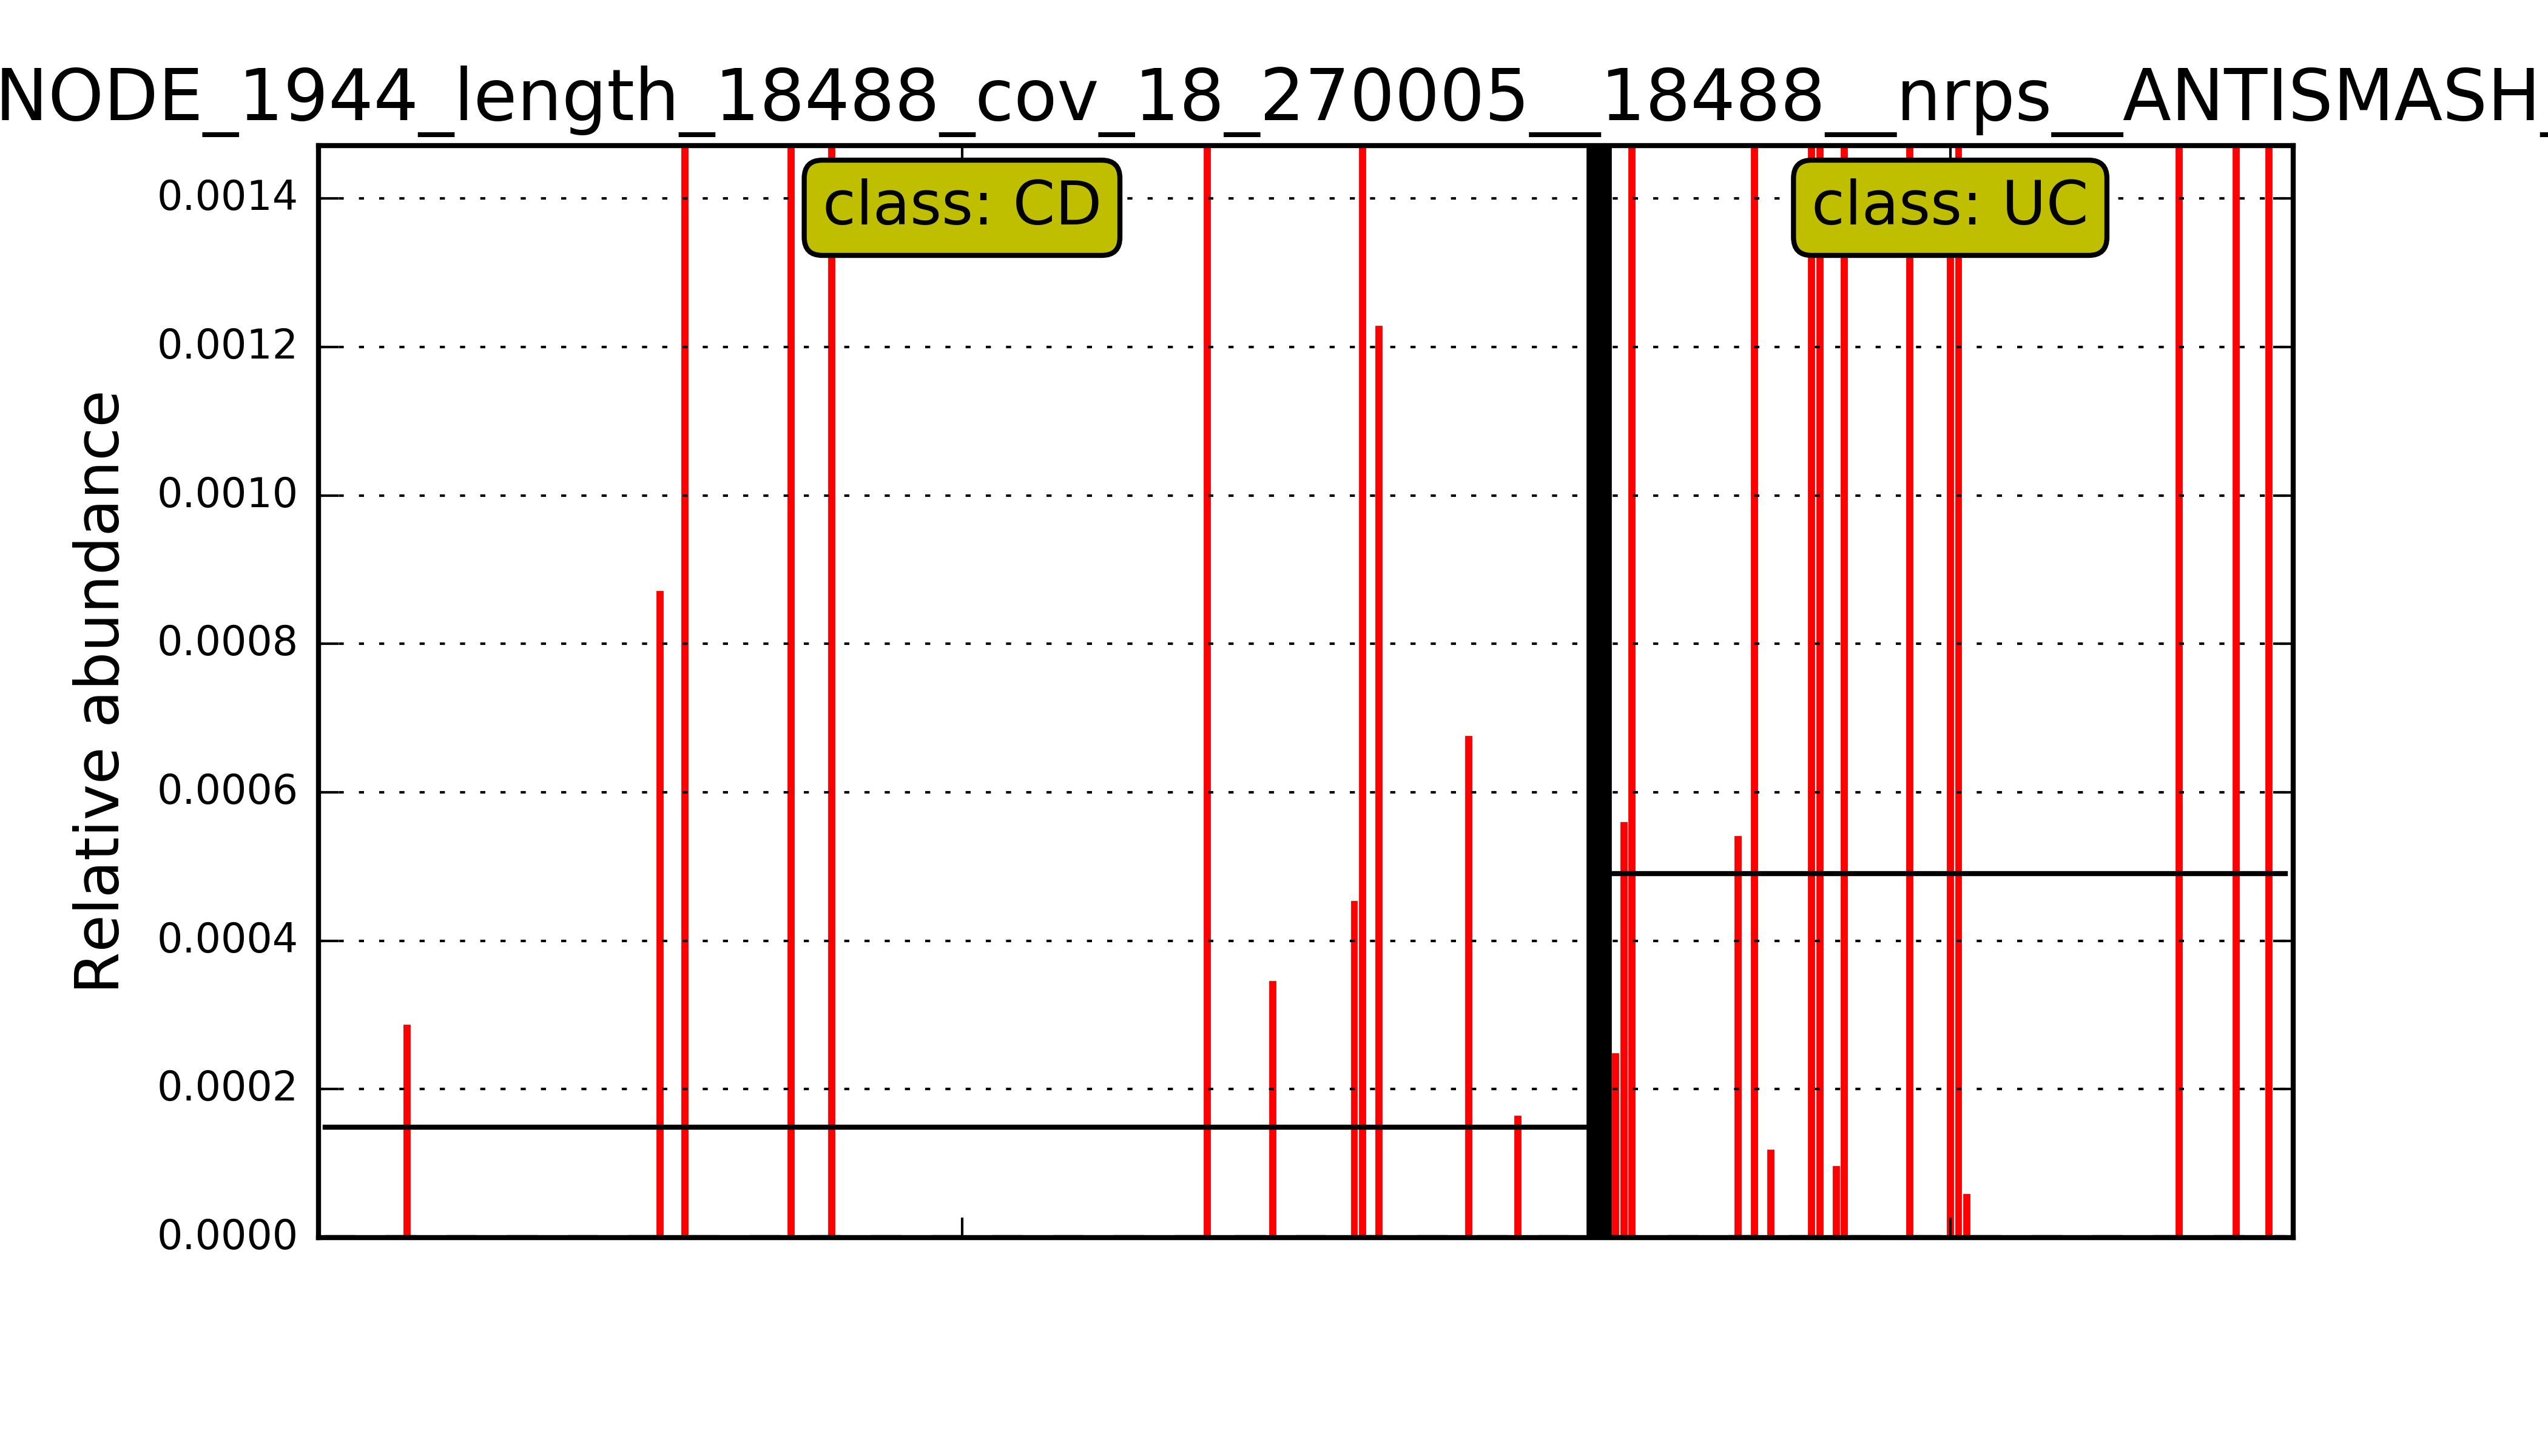 NODE_1944_length_18488_cov_18_270005__18488__nrps__ANTISMASH_
class: CD
class: UC
Relative abundance
0.0014
0.0012
0.0010
0.0008
0.0006
0.0004
0.0002
0.0000